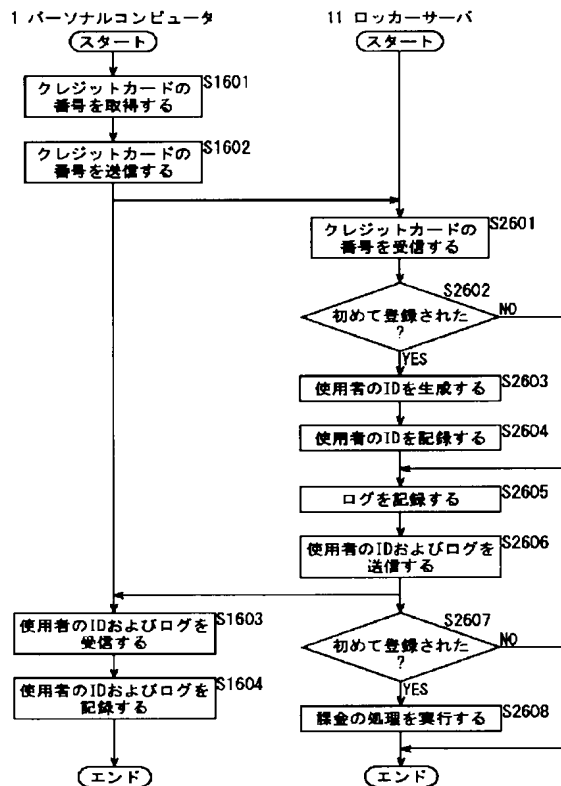 1 パーソナルコンピュータ
11 ロッカーサーバ
スタート
スタート
クレジットカードの
番号を取得する
S1601
クレジットカードの
番号を送信する
S1602
クレジットカードの
番号を受信する
S2601
S2602
初めて登録された
?
NO
YES
使用者のIDを生成する
S2603
使用者のIDを記録する
S2604
ログを記録する
S2605
使用者のIDおよびログを
送信する
S2606
使用者のIDおよびログを
受信する
S1603
S2607
初めて登録された
?
NO
YES
使用者のIDおよびログを
記録する
S1604
課金の処理を実行する
S2608
エンド
エンド